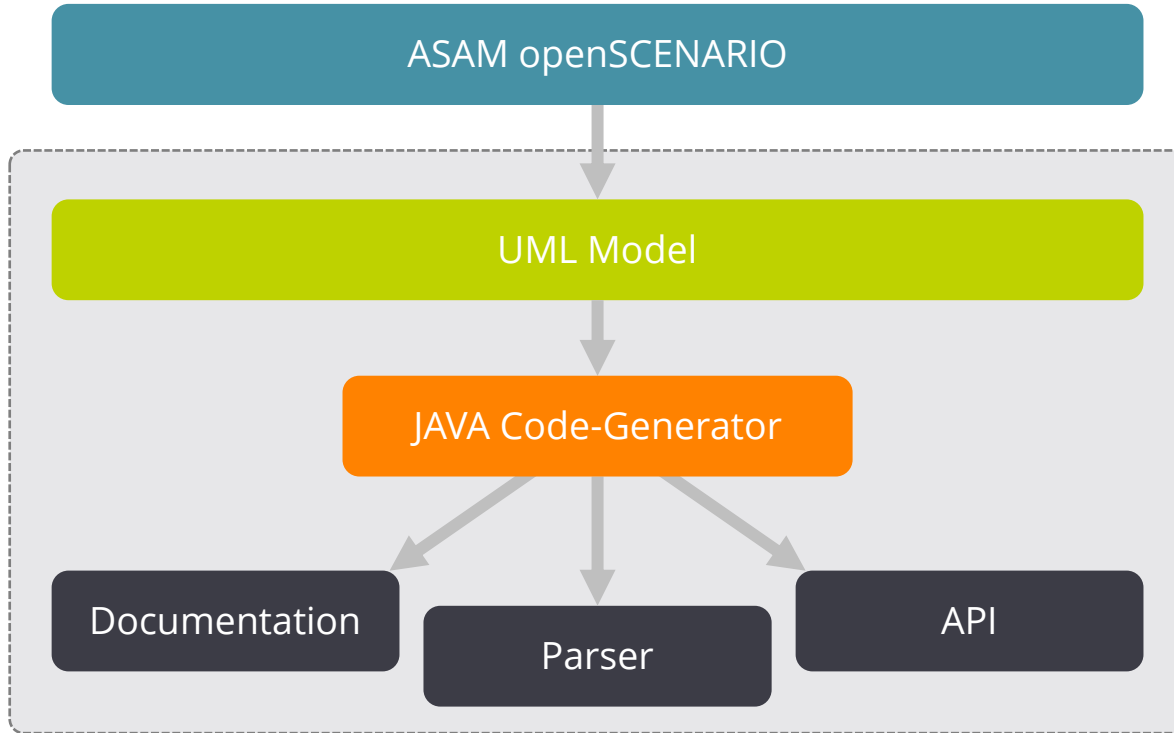 ASAM openSCENARIO
UML Model
JAVA Code-Generator
Documentation
Parser
API